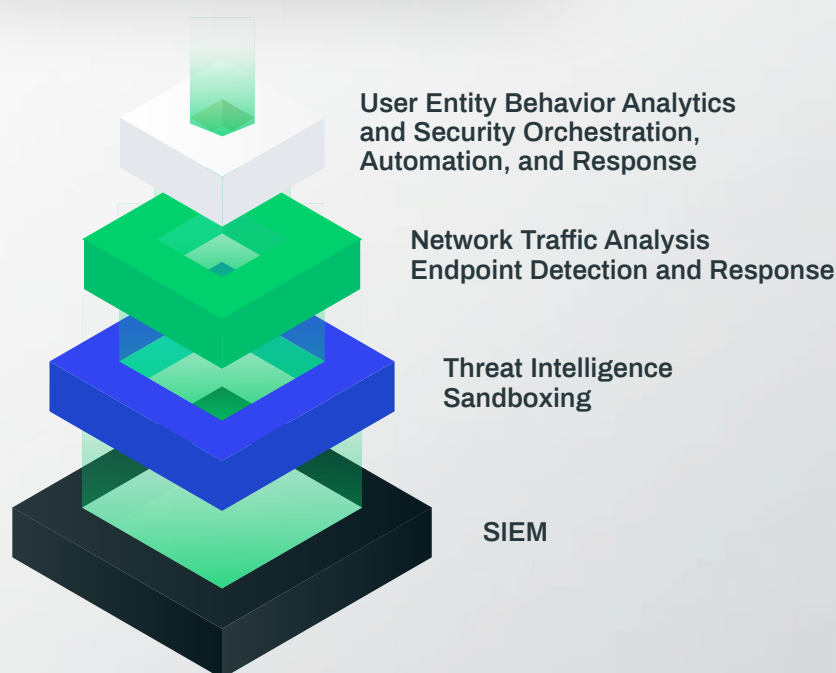 User Entity Behavior Analytics
and Security Orchestration,
Automation, and Response
Network Traffic Analysis
Endpoint Detection and Response
Threat Intelligence
Sandboxing
SIEM